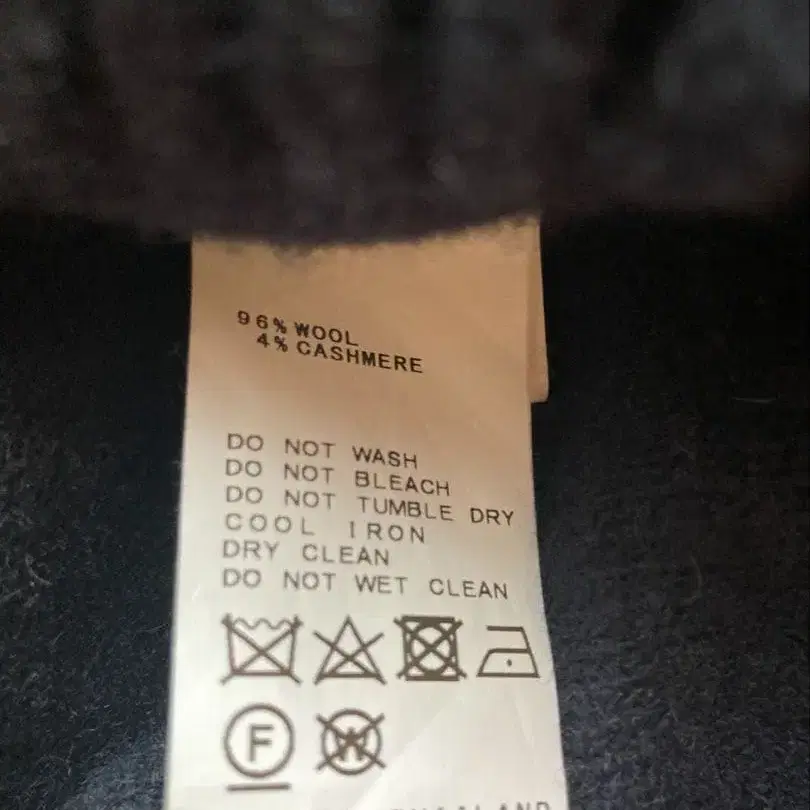 96% WOOL
4% CASHMERE
DO NOT WASH
DO NOT BLEACH
DO NOT TUMBLE DRY
COOL IRON
DRY CLEAN
DO NOT WET CLEAN
F W